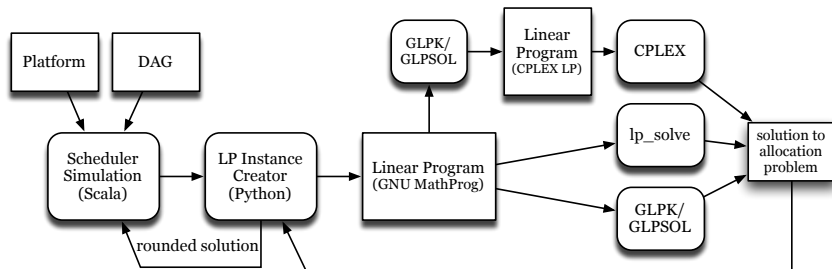 Platform
DAG
Scheduler
Simulation
(Scala)
LP Instance
Creator
(Python)
rounded solution
Linear Program
(GNU MathProg)
GLPK/
GLPSOL
Linear
Program
(CPLEX LP)
CPLEX
lp_solve
GLPK/
GLPSOL
solution to
allocation
problem